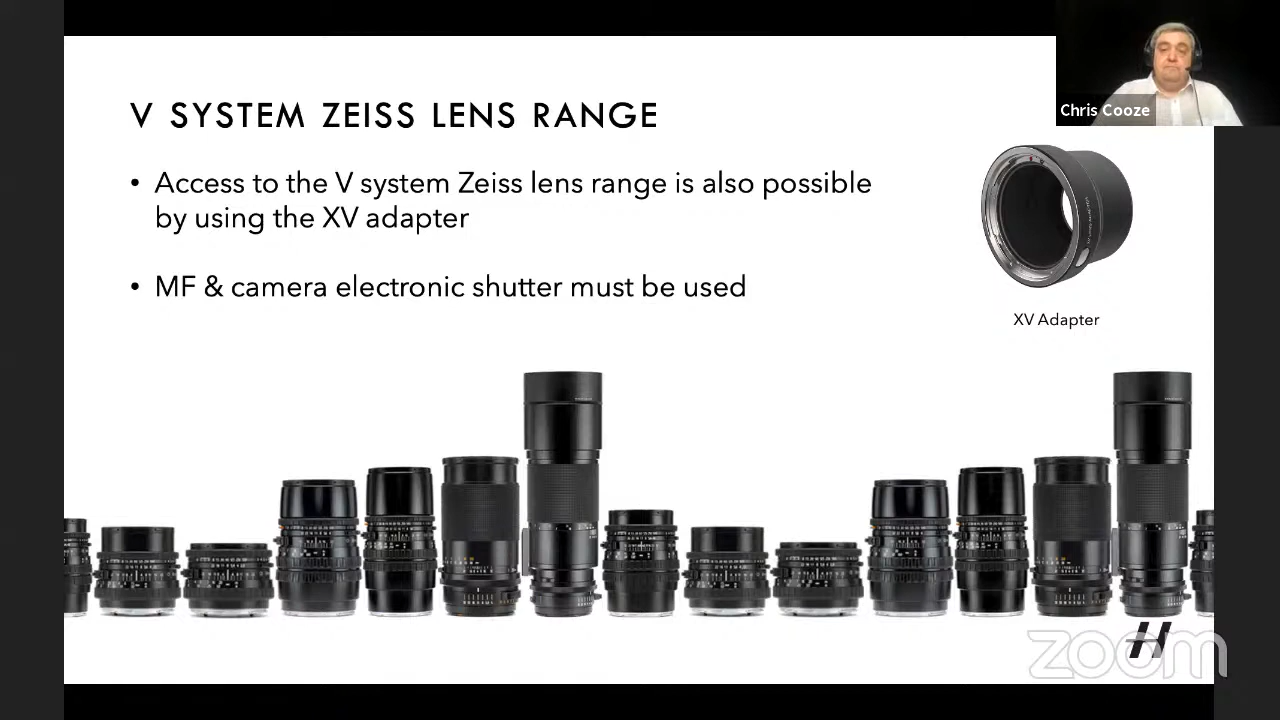 V SYSTEM ZEISS LENS RANGE
Chris Cooze
• Access to the V system Zeiss lens range is also possible
by using the XV adapter
• MF & camera electronic shutter must be used
XV Adapter
H
zoom